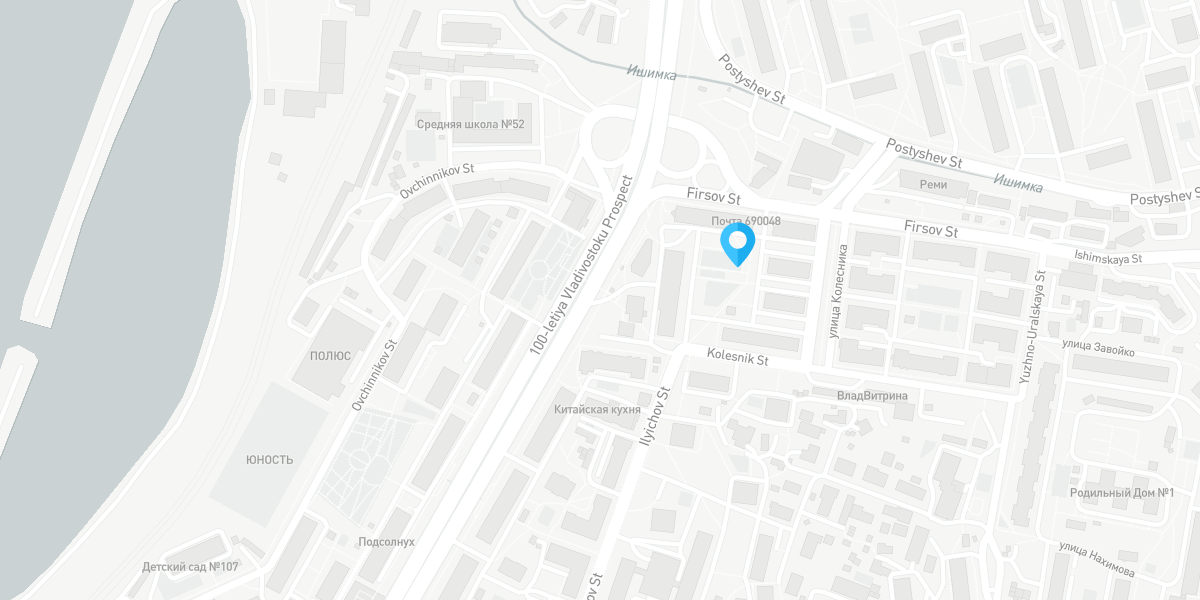 Ишимка
Postyshev St
Средняя школа №52
Postyshev St
Ovchinnikov St
Реми
Ишимка
Firsov St
Postyshev S
Почта 690048
Firsov St
100-letiya Vladivostoku Prospect
улица Колесника
Ishimskaya St
Yuzhno-Uralskaya St
ПОЛЮС
Ovchinnikov St
Kolesnik St
улица Завойко
ВладВитрина
Китайская кухня
Ilyichov St
ЮНОСТЬ
Родильный Дом №1
Подсолнух
Детский сад №107
улица Нахимова
ov St